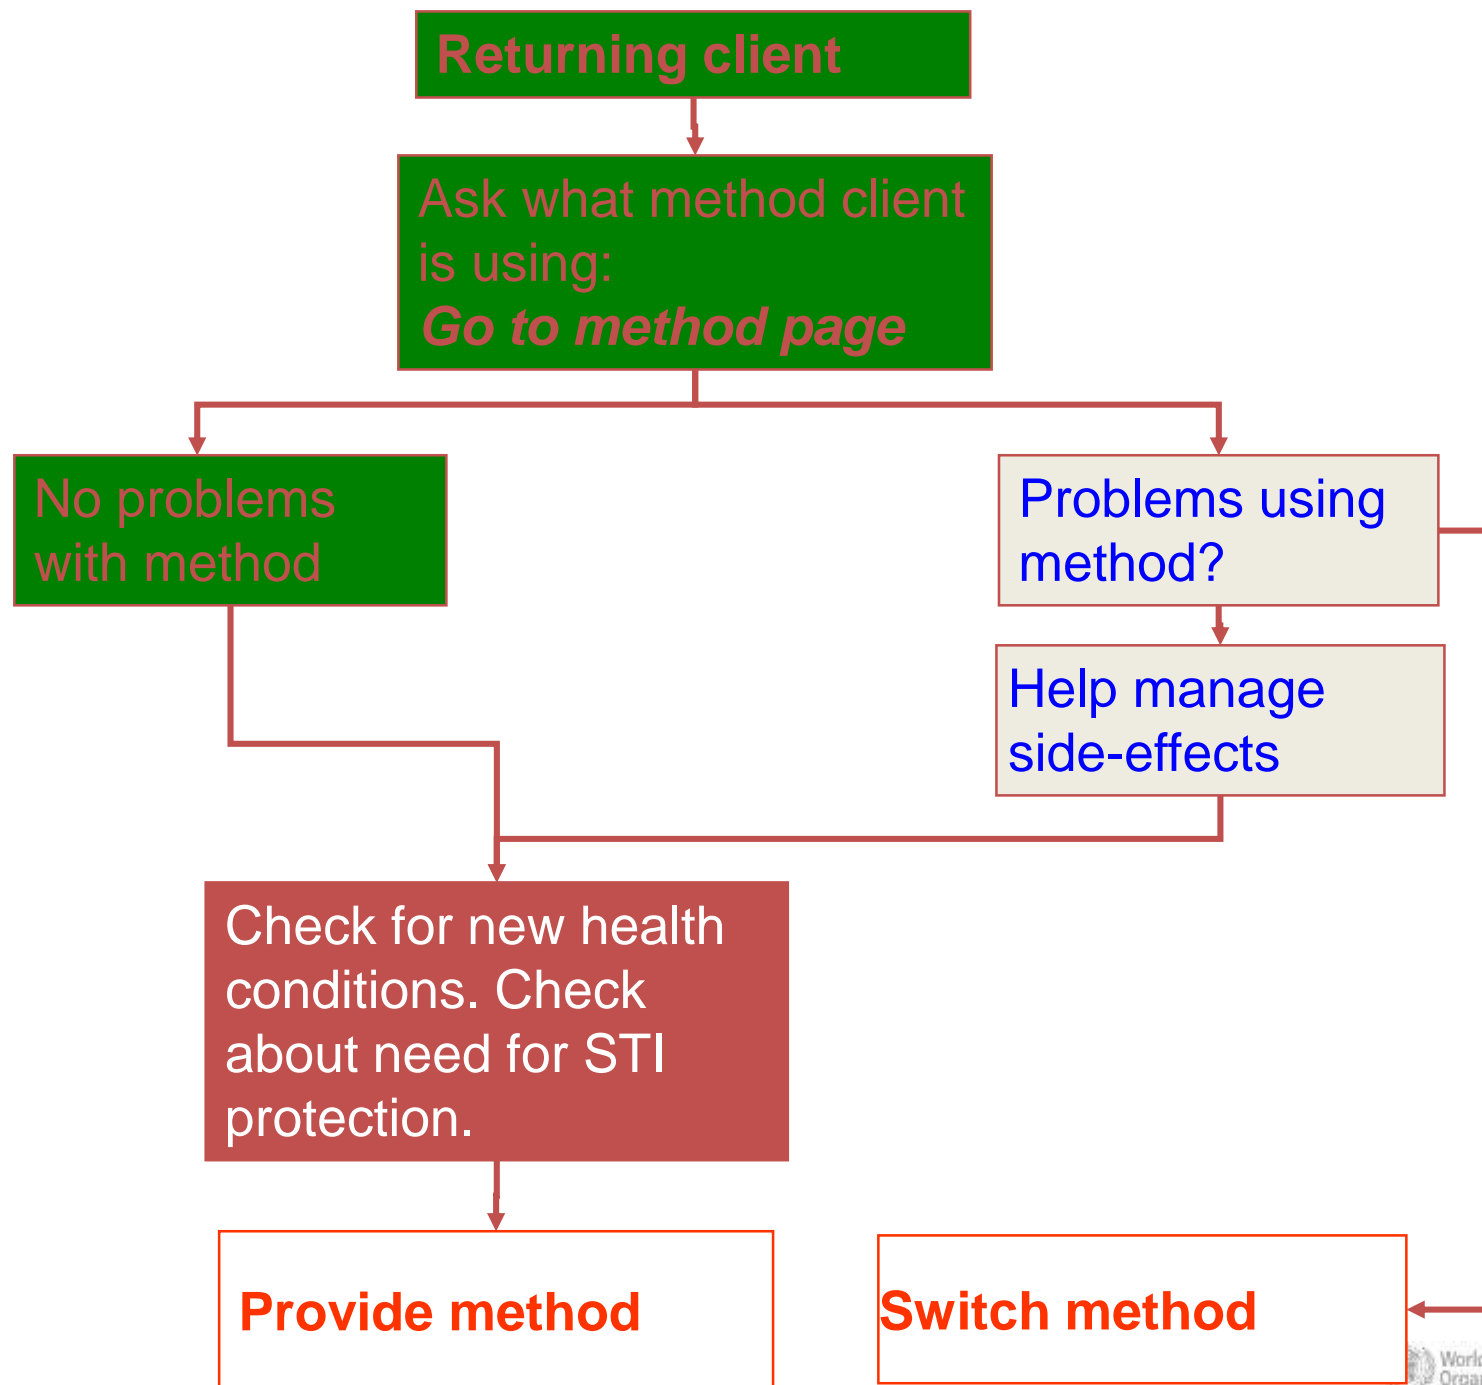 Returning client
Ask what method client
is using:
Go to method page
No problems
with method
Problems using
method?
Help manage
side-effects
Check for new health
conditions. Check
about need for STI
protection.
Provide method
Switch method